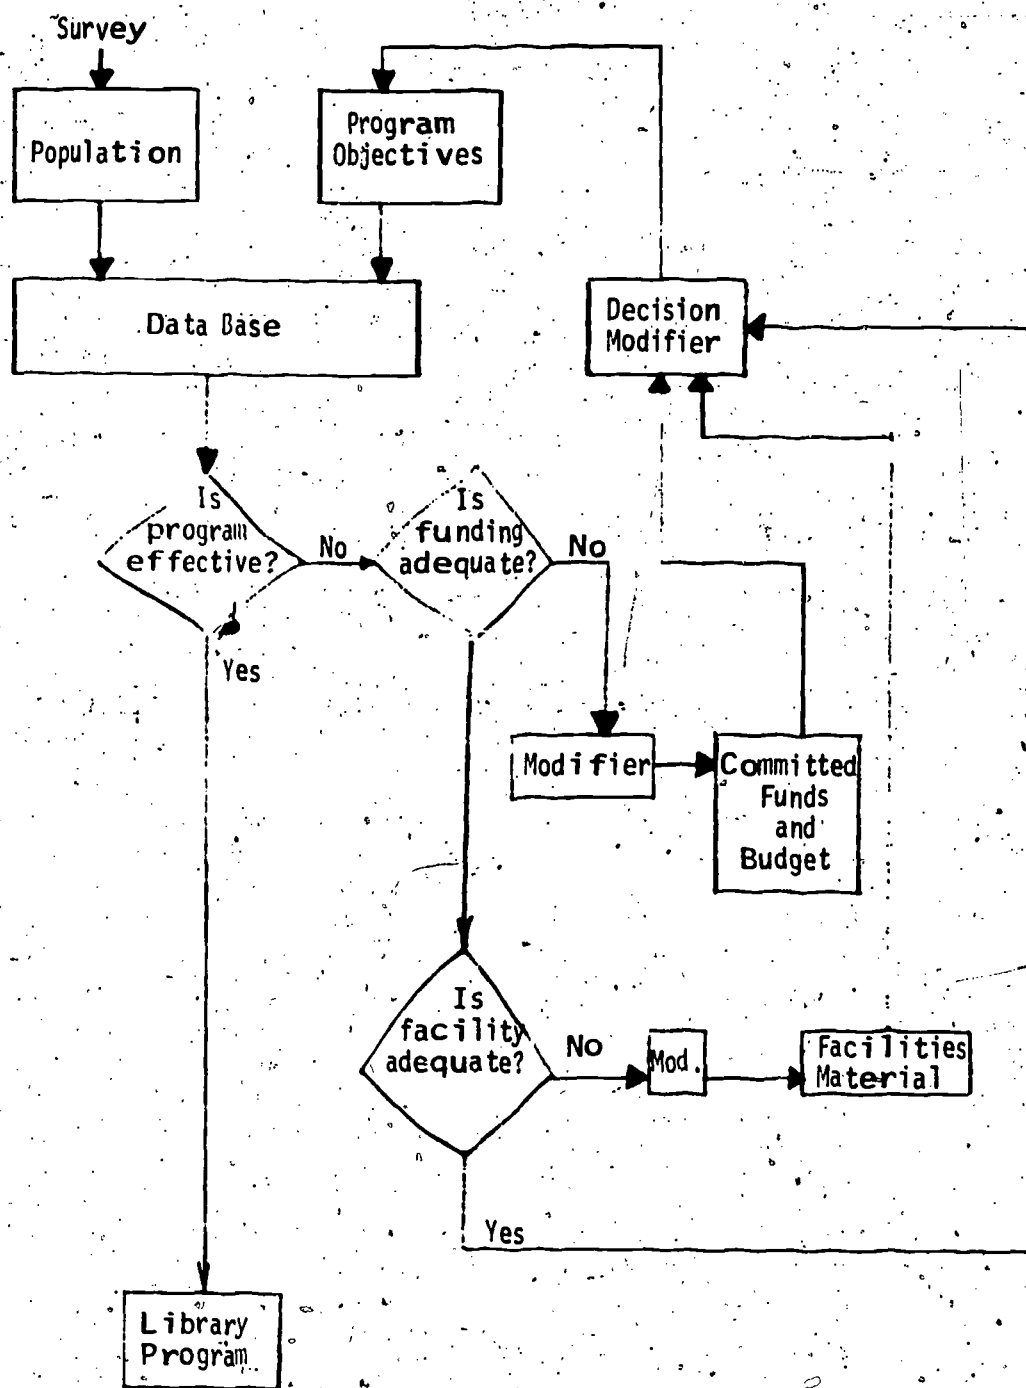 Survey
Population
Program
Objectives
Data Base
Decision
Modifier
Is
program
effective?
No
Is
funding
adequate?
No
Yes
Modifier
Committed
Funds
and
Budget
Is
facility
adequate?
No
Mod.
Facilities
Material
Yes
Library
Program